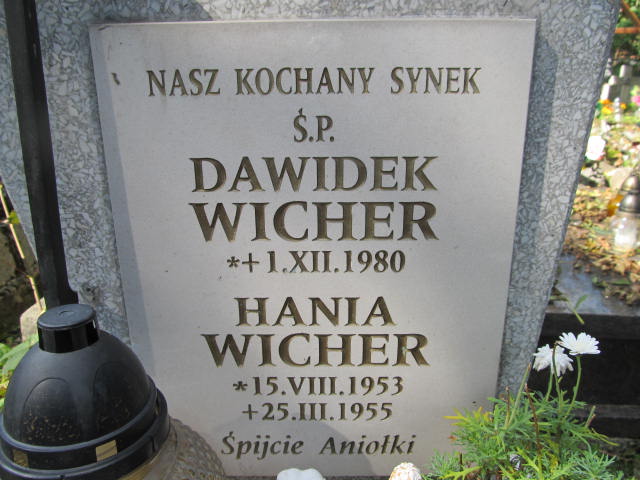 NASZ KOCHANY SYNEK
Ś.P.
DAWIDEK
WICHER
*+ 1.XII.1980
HANIA
WICHER
*15.VIII.1953
+25.III.1955
Śpijcie Aniołki